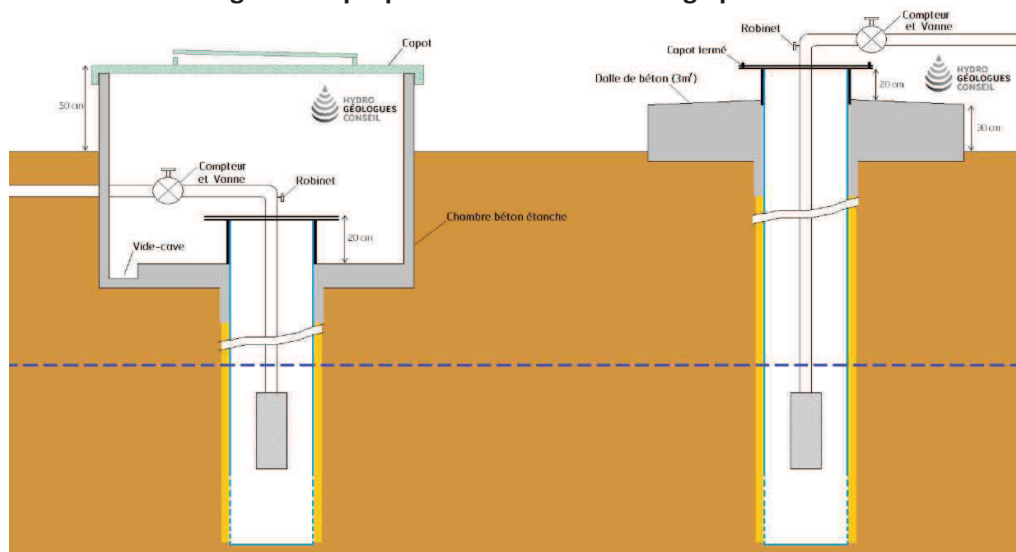 Capot
50 cm
HYDRO
GÉOLOGUES
CONSEIL
Compteur
et Vanne
Robinet
20 cm
Chambre béton étanche
Vide-cave
Compteur
et Vanne
Robinet
Capot fermé
Dalle de béton (3m²)
20 cm
HYDRO
GÉOLOGUES
CONSEIL
30 cm